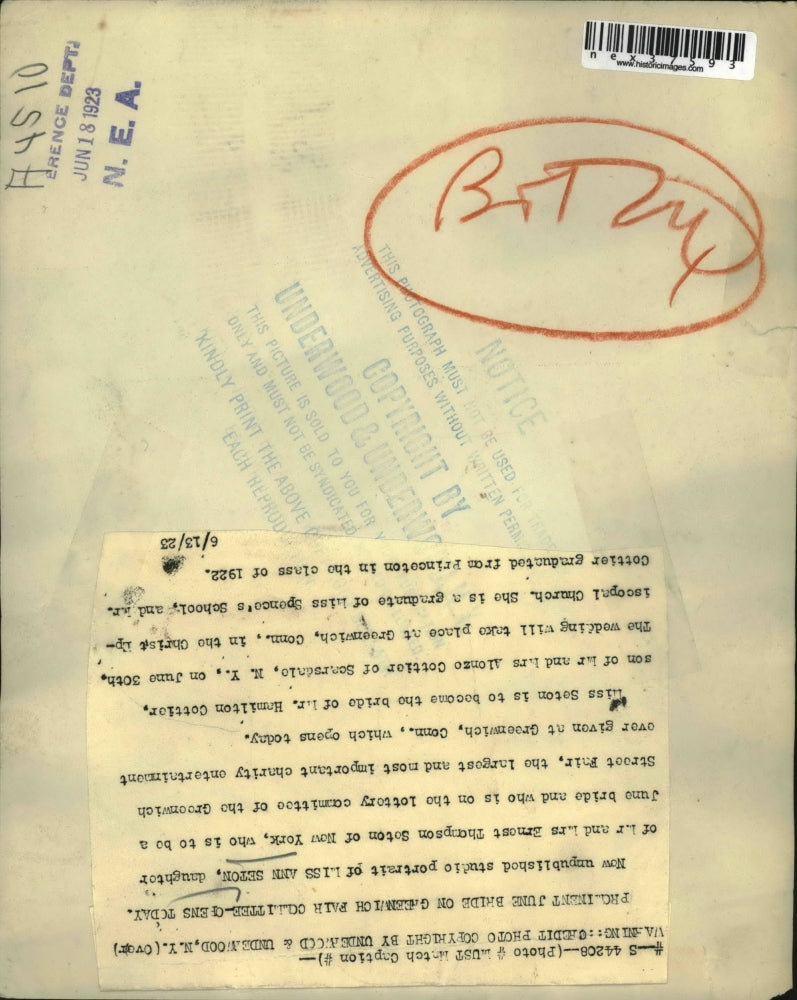 nex37593
www.historicimages.com
A 4510
ERENCE DEPT.
JUN 18 1923
N. E. A.
NOTICE
THIS PHOTOGRAPH MUST NOT BE USED FOR
ADVERTISING PURPOSES WITHOUT WRITTEN PERM
COPYRIGHT BY
UNDERWOOD & UNDERWO
THIS PICTURE IS SOLD TO YOU FOR
ONLY AND MUST NOT BE SYNDICATED
KINDLY PRINT THE ABOVE
EACH REPROD
#--S 44208--(Photo # MUST Match Caption #)--
WARNING::CREDIT PHOTO COPYRIGHT BY UNDERWOOD & UNDERWOOD,N.Y.(Over)
PROMINENT JUNE BRIDE ON GREENWICH FAIR COMMITTEE-OPENS TODAY.
New unpublished studio portrait of MISS ANN SETON, daughter
of Mr and Mrs Ernest Thompson Seton of New York, who is to be a
June bride and who is on the lottery committee of the Greenwich
Street Fair, the largest and most important charity entertainment
ever given at Greenwich, Conn., which opens today.
Miss Seton is to become the bride of Mr. Hamilton Cottier,
son of Mr and Mrs Alonzo Cottier of Scarsdale, N. Y., on June 30th,
The wedding will take place at Greenwich, Conn., in the Christ Ep-
iscopal Church. She is a graduate of Miss Spence's School, and Mr.
Cottier graduated from Princeton in the class of 1922.
6/13/23